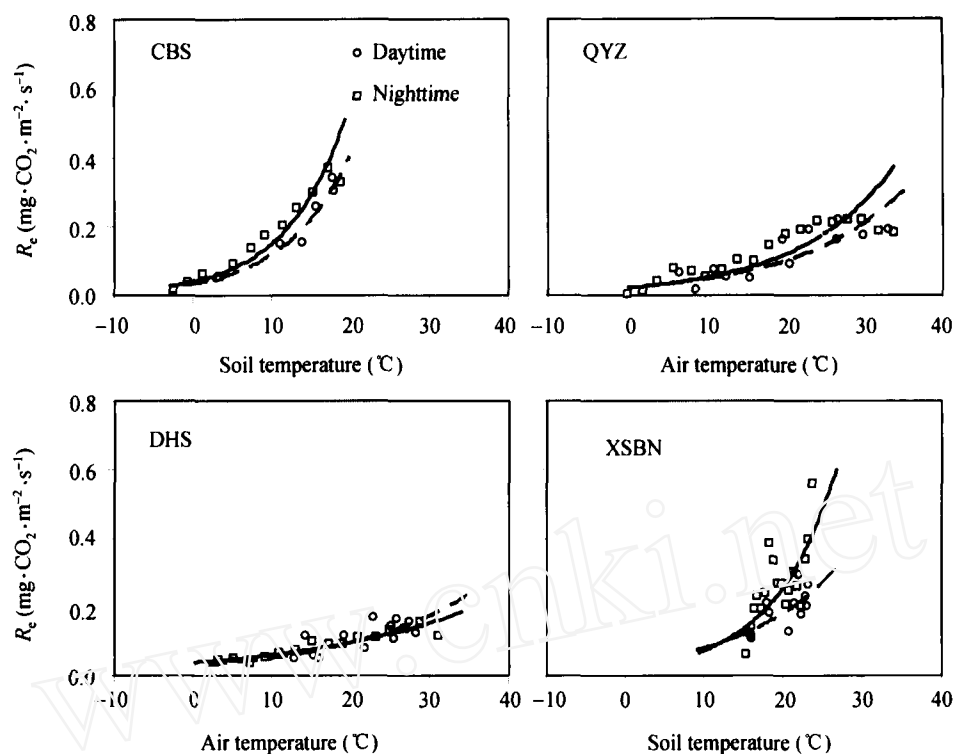 CBS
○ Daytime
□ Nighttime
Re (mg·CO2·m−2·s−1)
0.8
0.6
0.4
0.2
0.0
−10 0 10 20 30 40
Soil temperature (℃)
QYZ
−10 0 10 20 30 40
Air temperature (℃)
DHS
Re (mg·CO2·m−2·s−1)
0.8
0.6
0.4
0.2
0.0
−10 0 10 20 30 40
Air temperature (℃)
XSBN
−10 0 10 20 30 40
Soil temperature (℃)
www.cnki.net